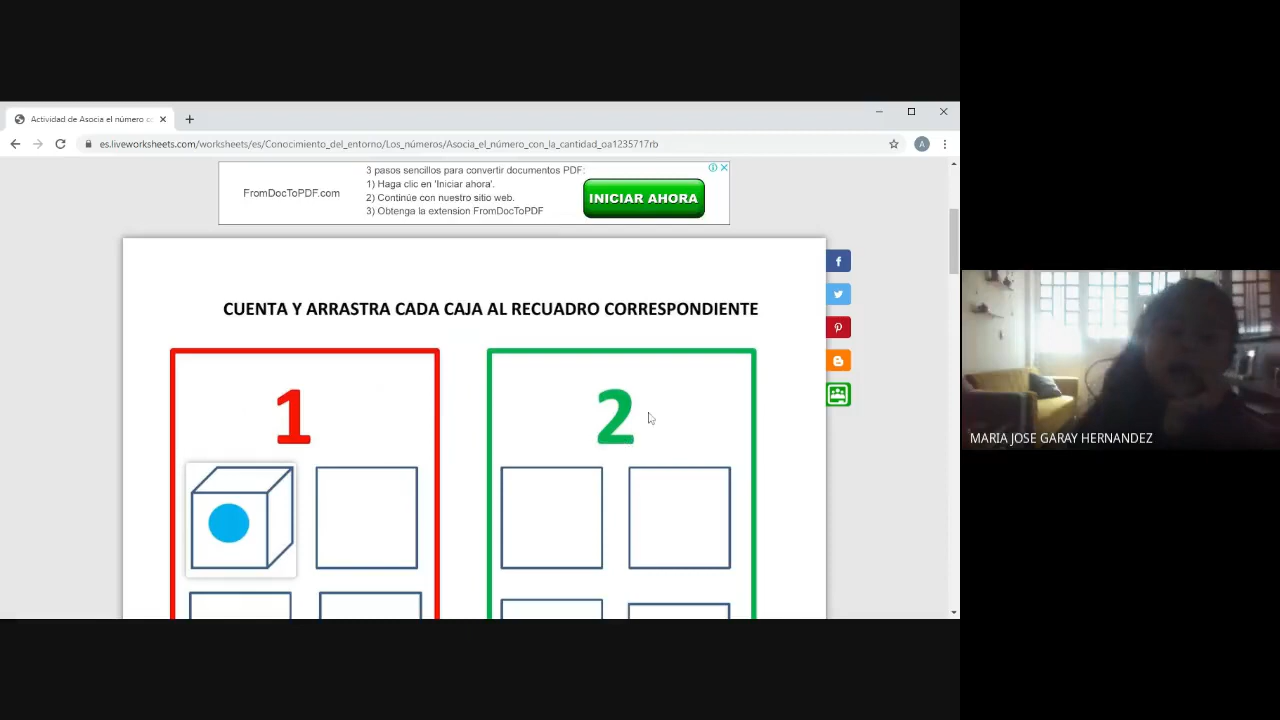 Actividad de Asocia el número co
es.liveworksheets.com/worksheets/es/Conocimiento_del_entorno/Los_números/Asocia_el_número_con_la_cantidad_oa1235717rb
A
FromDocToPDF.com
3 pasos sencillos para convertir documentos PDF:
1) Haga clic en 'Iniciar ahora'.
2) Continúe con nuestro sitio web.
3) Obtenga la extension FromDocToPDF
INICIAR AHORA
CUENTA Y ARRASTRA CADA CAJA AL RECUADRO CORRESPONDIENTE
1
2
MARIA JOSE GARAY HERNANDEZ